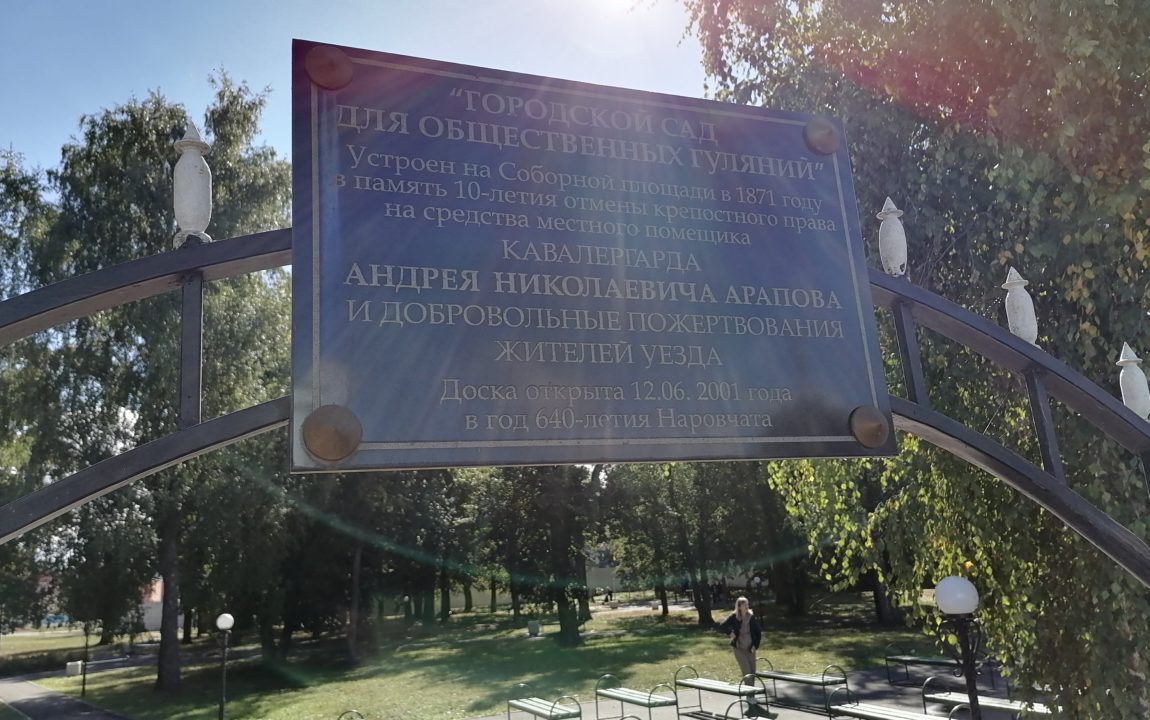 "ГОРОДСКОЙ САД
ДЛЯ ОБЩЕСТВЕННЫХ ГУЛЯНИЙ"
Устроен на Соборной площади в 1871 году
в память 10-летия отмены крепостного права
на средства местного помещика
КАВАЛЕРГАРДА
АНДРЕЯ НИКОЛАЕВИЧА АРАПОВА
И ДОБРОВОЛЬНЫЕ ПОЖЕРТВОВАНИЯ
ЖИТЕЛЕЙ УЕЗДА
Доска открыта 12.06. 2001 года
в год 640-летия Наровчата